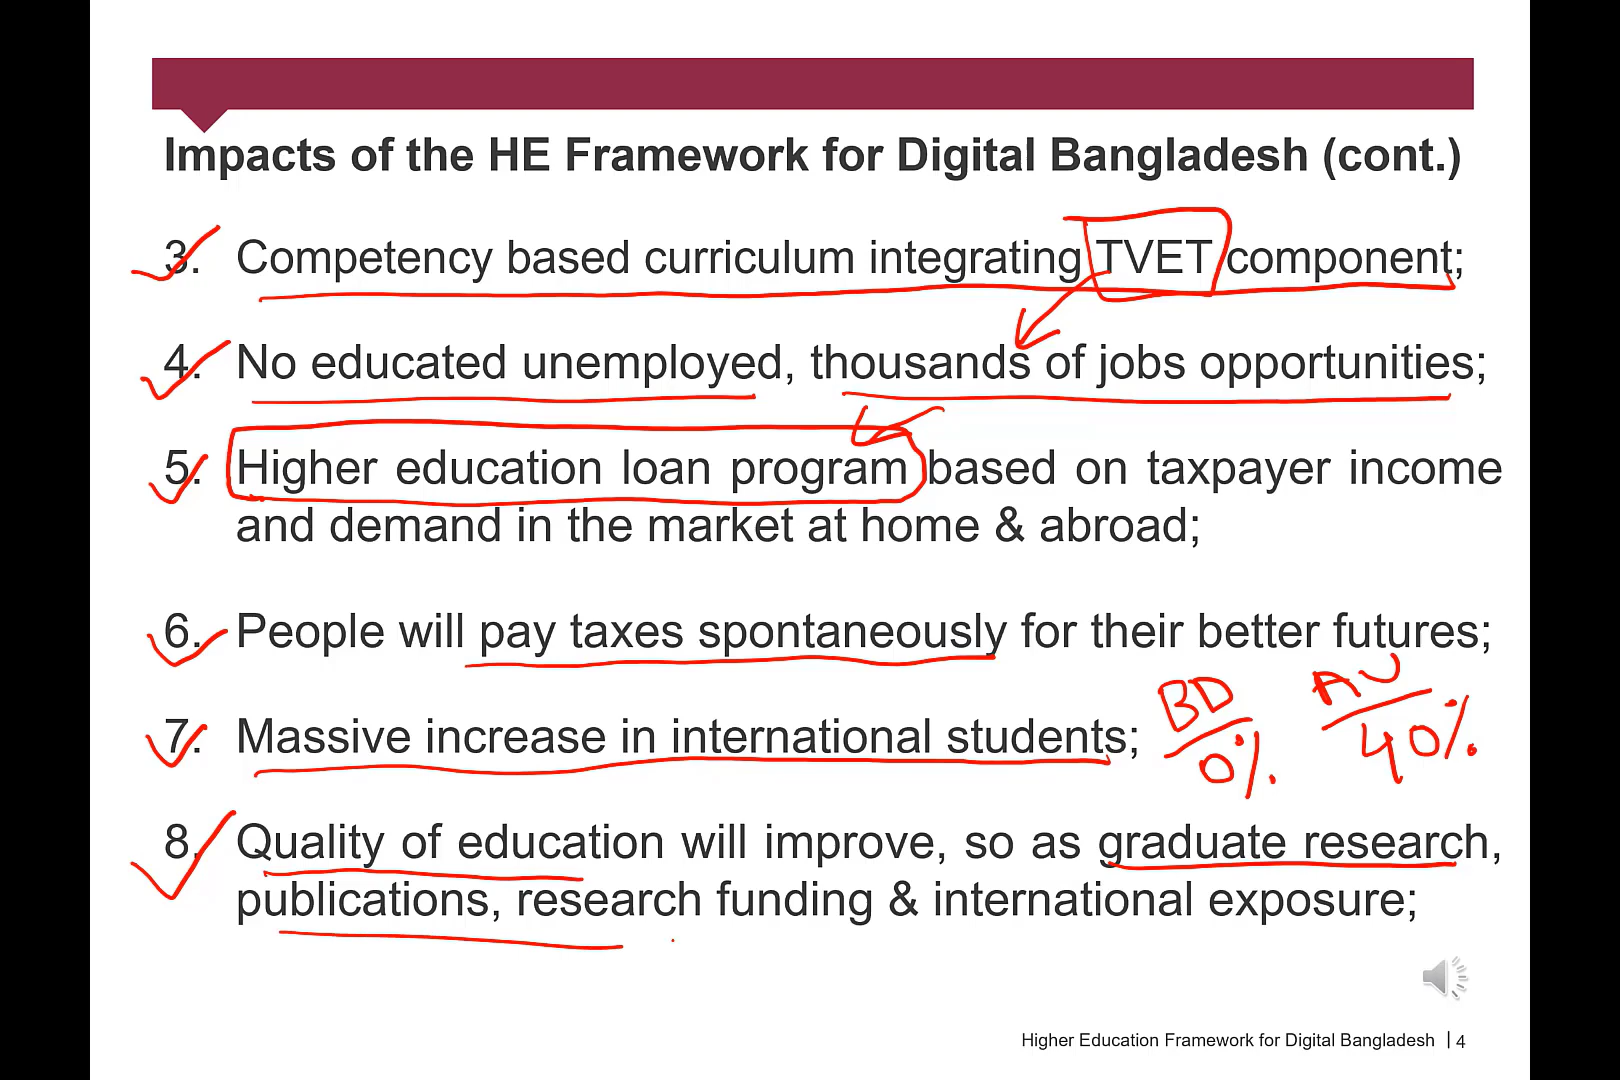 Impacts of the HE Framework for Digital Bangladesh (cont.)
3. Competency based curriculum integrating TVET component;
4. No educated unemployed, thousands of jobs opportunities;
5. Higher education loan program based on taxpayer income
and demand in the market at home & abroad;
6. People will pay taxes spontaneously for their better futures;
7. Massive increase in international students;
BD
0%
AU
40%
8. Quality of education will improve, so as graduate research,
publications, research funding & international exposure;
Higher Education Framework for Digital Bangladesh | 4